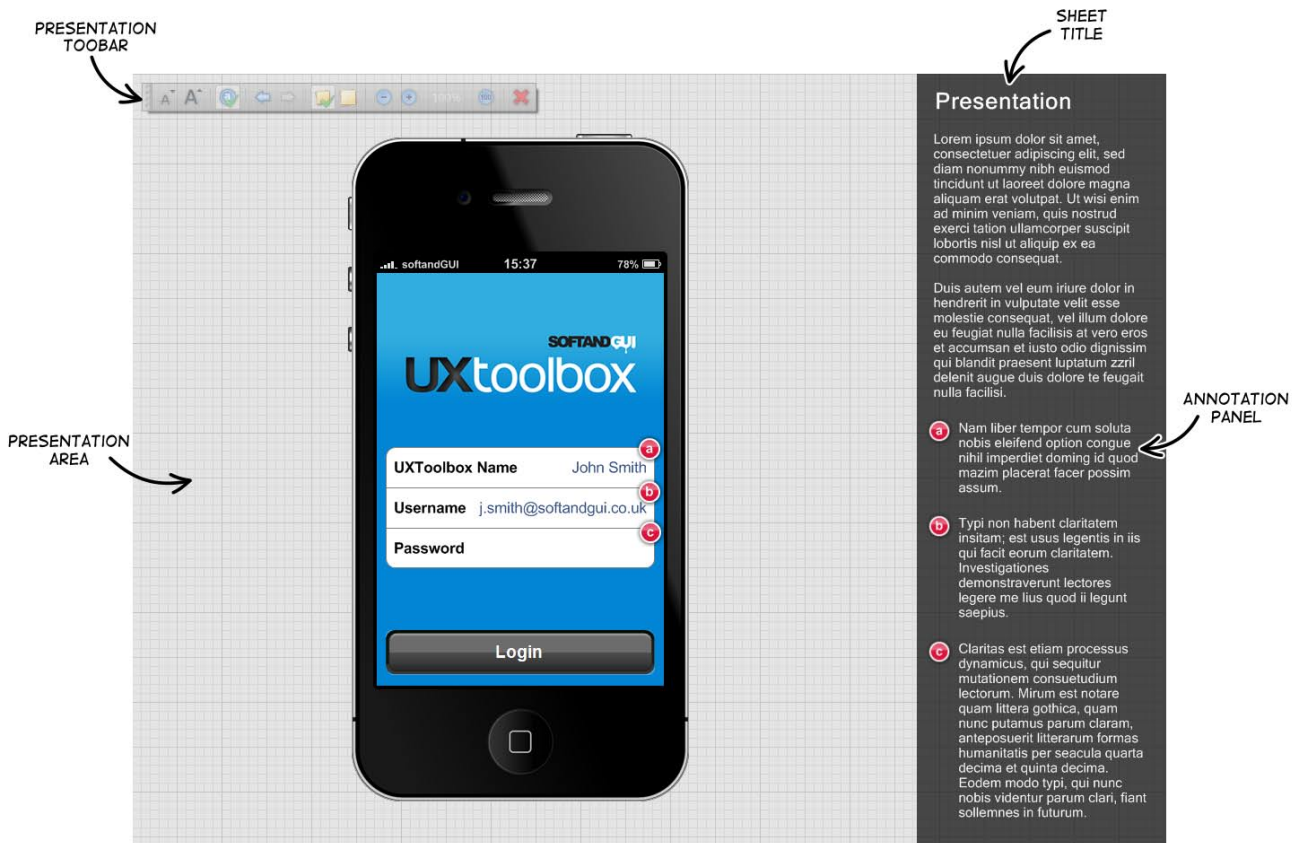 PRESENTATION
TOOBAR
SHEET
TITLE
A A
100%
Presentation
Lorem ipsum dolor sit amet,
consectetuer adipiscing elit, sed
diam nonummy nibh euismod
tincidunt ut laoreet dolore magna
aliquam erat volutpat. Ut wisi enim
ad minim veniam, quis nostrud
exerci tation ullamcorper suscipit
lobortis nisl ut aliquip ex ea
commodo consequat.
Duis autem vel eum iriure dolor in
hendrerit in vulputate velit esse
molestie consequat, vel illum dolore
eu feugiat nulla facilisis at vero eros
et accumsan et iusto odio dignissim
qui blandit praesent luptatum zzril
delenit augue duis dolore te feugait
nulla facilisi.
a Nam liber tempor cum soluta
nobis eleifend option congue
nihil imperdiet doming id quod
mazim placerat facer possim
assum.
b Typi non habent claritatem
insitam; est usus legentis in iis
qui facit eorum claritatem.
Investigationes
demonstraverunt lectores
legere me lius quod ii legunt
saepius.
c Claritas est etiam processus
dynamicus, qui sequitur
mutationem consuetudium
lectorum. Mirum est notare
quam littera gothica, quam
nunc putamus parum claram,
anteposuerit litterarum formas
humanitatis per seacula quarta
decima et quinta decima.
Eodem modo typi, qui nunc
nobis videntur parum clari, fiant
sollemnes in futurum.
ANNOTATION
PANEL
PRESENTATION
AREA
softandGUI 15:37 78%
SOFTANDGUI
UXtoolbox
a
UXToolbox Name John Smith
b
Username j.smith@softandgui.co.uk
c
Password
Login